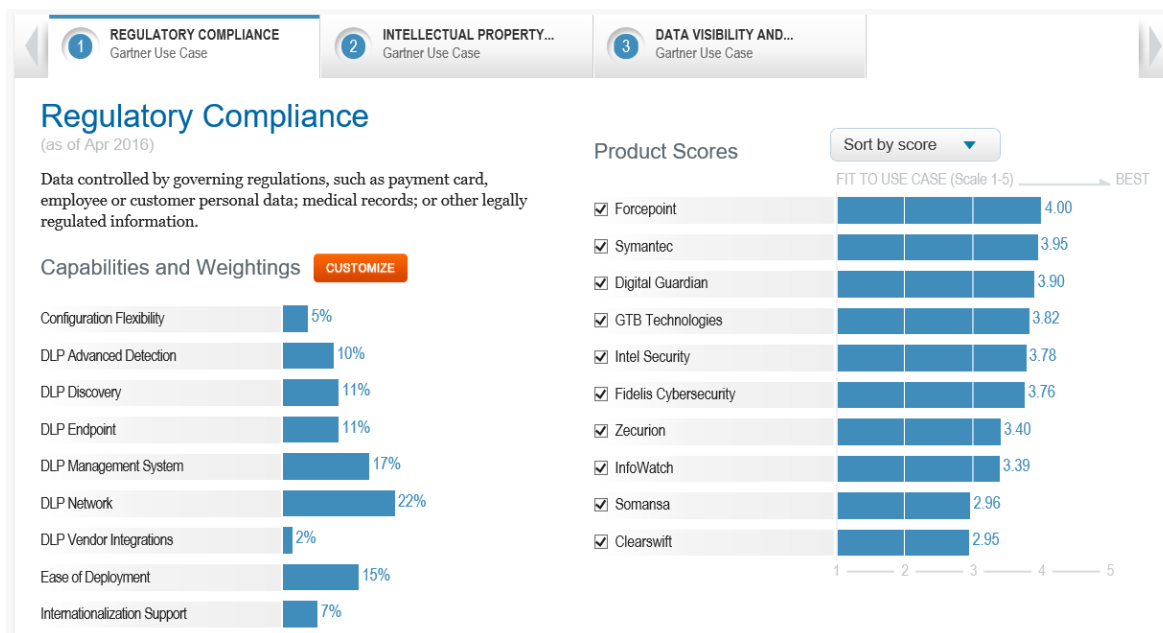 1
REGULATORY COMPLIANCE
Gartner Use Case
2
INTELLECTUAL PROPERTY...
Gartner Use Case
3
DATA VISIBILITY AND...
Gartner Use Case
Regulatory Compliance
(as of Apr 2016)
Data controlled by governing regulations, such as payment card,
employee or customer personal data; medical records; or other legally
regulated information.
Capabilities and Weightings CUSTOMIZE
Configuration Flexibility 5%
DLP Advanced Detection 10%
DLP Discovery 11%
DLP Endpoint 11%
DLP Management System 17%
DLP Network 22%
DLP Vendor Integrations 2%
Ease of Deployment 15%
Internationalization Support 7%
Product Scores Sort by score
FIT TO USE CASE (Scale 1-5) BEST
Forcepoint 4.00
Symantec 3.95
Digital Guardian 3.90
GTB Technologies 3.82
Intel Security 3.78
Fidelis Cybersecurity 3.76
Zecurion 3.40
InfoWatch 3.39
Somansa 2.96
Clearswift 2.95
1 2 3 4 5